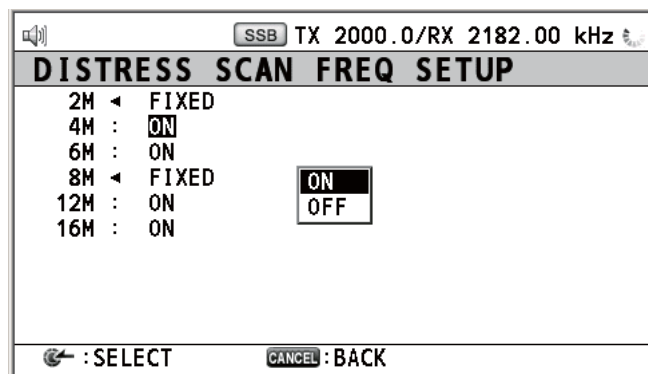 SSB TX 2000.0/RX 2182.00 kHz
DISTRESS SCAN FREQ SETUP
2M ◄ FIXED
4M : ON
6M : ON
8M ◄ FIXED
12M : ON
16M : ON
ON
OFF
:SELECT CANCEL:BACK